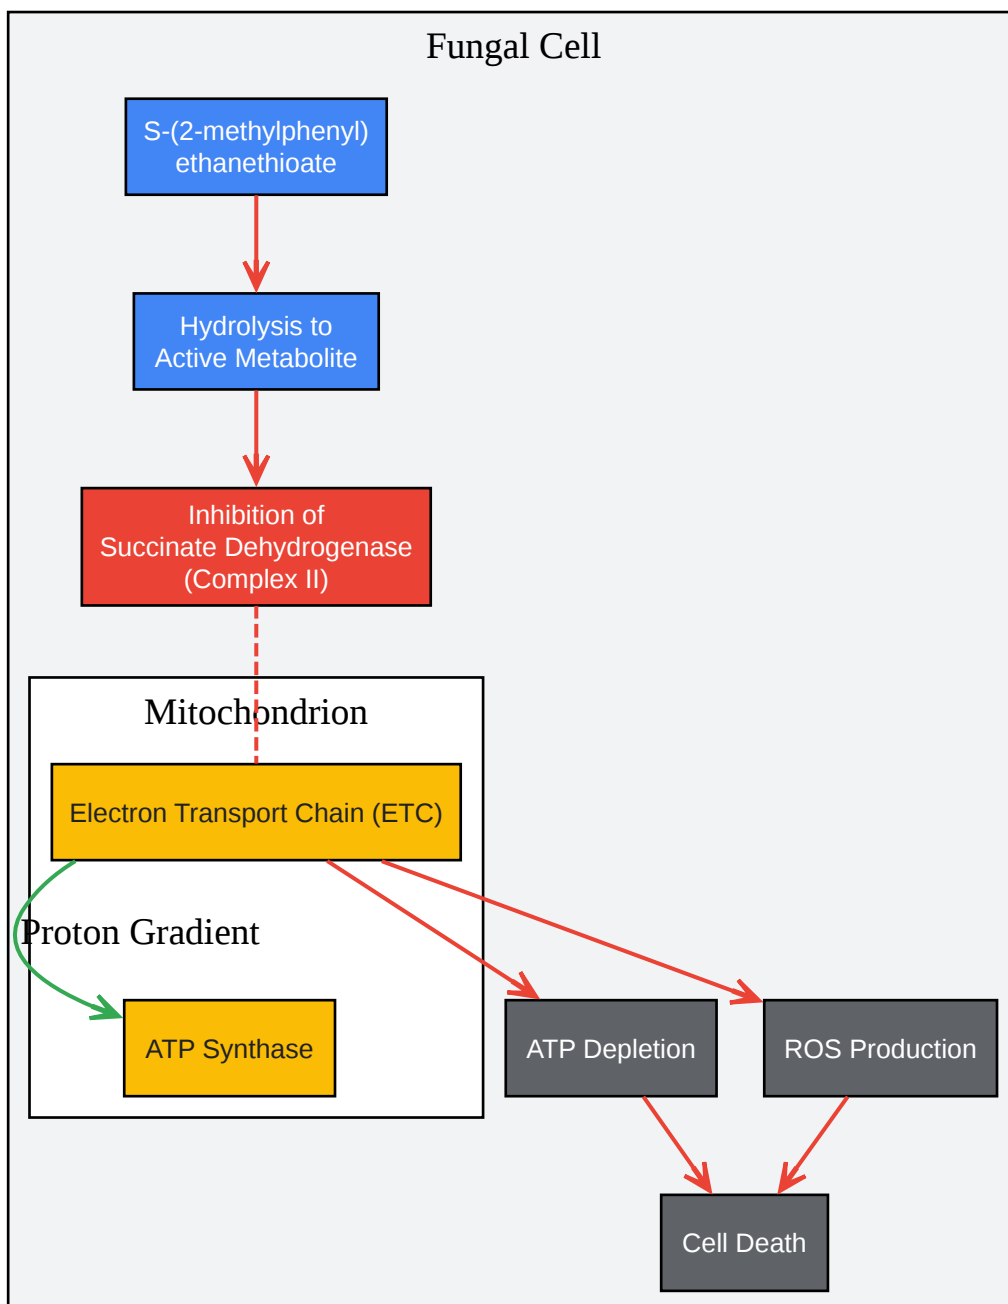 Fungal Cell
S-(2-methylphenyl)
ethanethioate
Hydrolysis to
Active Metabolite
Inhibition of
Succinate Dehydrogenase
(Complex II)
Mitochondrion
Electron Transport Chain (ETC)
Proton Gradient
ATP Synthase
ATP Depletion
ROS Production
Cell Death